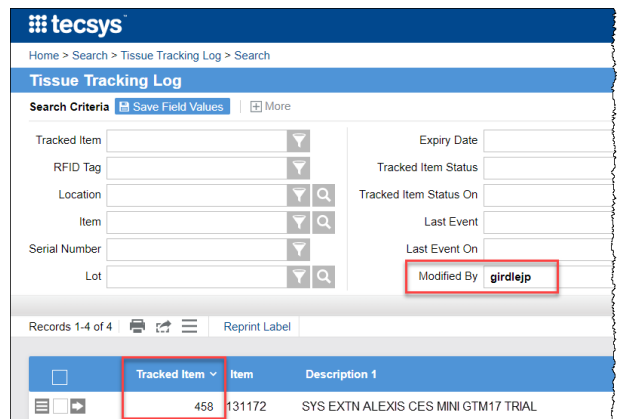 tecsys
Home > Search > Tissue Tracking Log > Search
Tissue Tracking Log
Search Criteria Save Field Values More
Tracked Item Expiry Date
RFID Tag Tracked Item Status
Location Tracked Item Status On
Item Last Event
Serial Number Last Event On
Lot Modified By girdlejp
Records 1-4 of 4 Reprint Label
Tracked Item Item Description 1
458 131172 SYS EXTN ALEXIS CES MINI GTM17 TRIAL